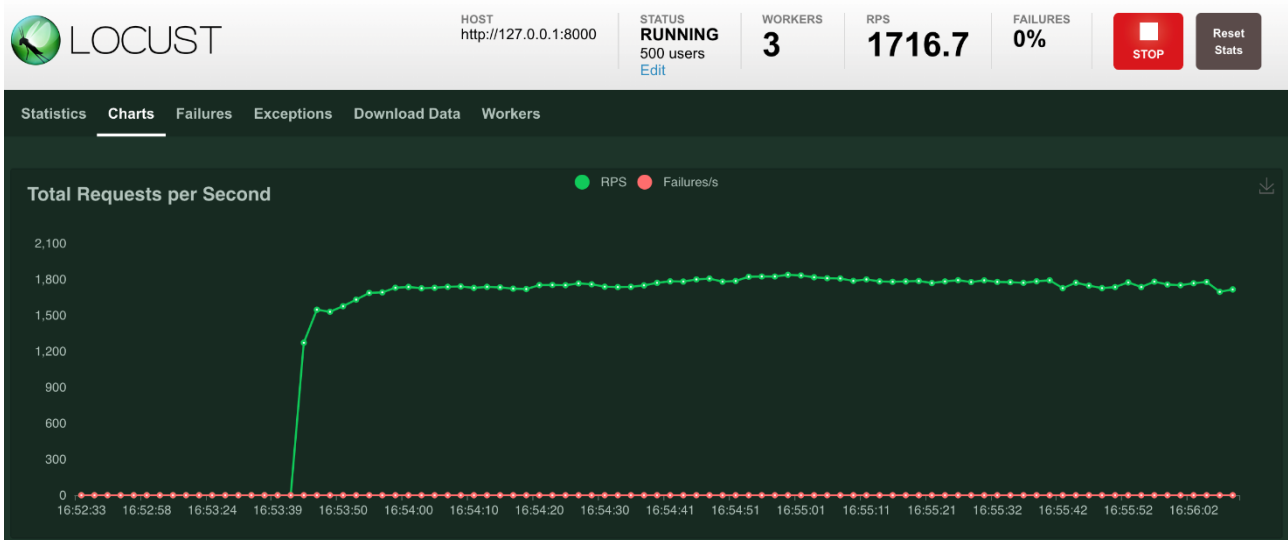 LOCUST
HOST
http://127.0.0.1:8000
STATUS
RUNNING
500 users
Edit
WORKERS
3
RPS
1716.7
FAILURES
0%
STOP
Reset
Stats
Statistics Charts Failures Exceptions Download Data Workers
Total Requests per Second
RPS Failures/s
2,100
1,800
1,500
1,200
900
600
300
0
16:52:33 16:52:58 16:53:24 16:53:39 16:53:50 16:54:00 16:54:10 16:54:20 16:54:30 16:54:41 16:54:51 16:55:01 16:55:11 16:55:21 16:55:32 16:55:42 16:55:52 16:56:02